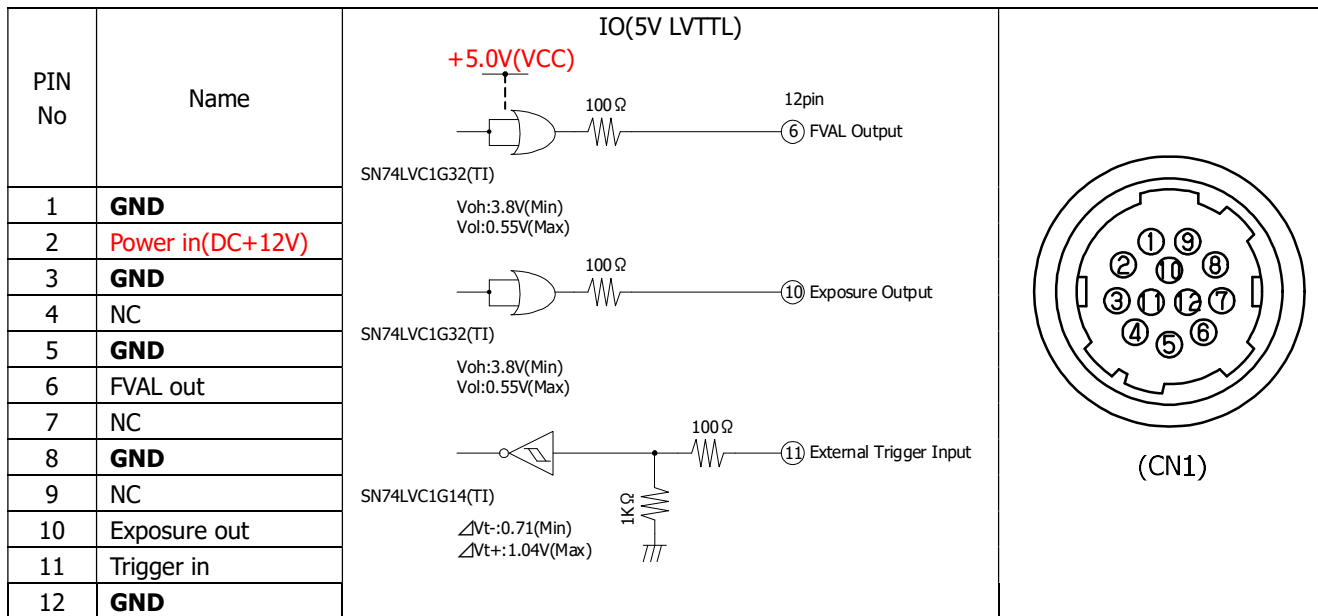 PIN No
Name
1 GND
2 Power in(DC+12V)
3 GND
4 NC
5 GND
6 FVAL out
7 NC
8 GND
9 NC
10 Exposure out
11 Trigger in
12 GND
IO(5V LVTTL)
+5.0V(VCC)
100Ω
12pin
⑥ FVAL Output
SN74LVC1G32(TI)
Voh:3.8V(Min)
Vol:0.55V(Max)
100Ω
⑩ Exposure Output
SN74LVC1G32(TI)
Voh:3.8V(Min)
Vol:0.55V(Max)
100Ω
⑪ External Trigger Input
1KΩ
SN74LVC1G14(TI)
⊿Vt-:0.71(Min)
⊿Vt+:1.04V(Max)
① ⑨
② ⑩ ⑧
③ ⑪ ⑫ ⑦
④ ⑤ ⑥
(CN1)